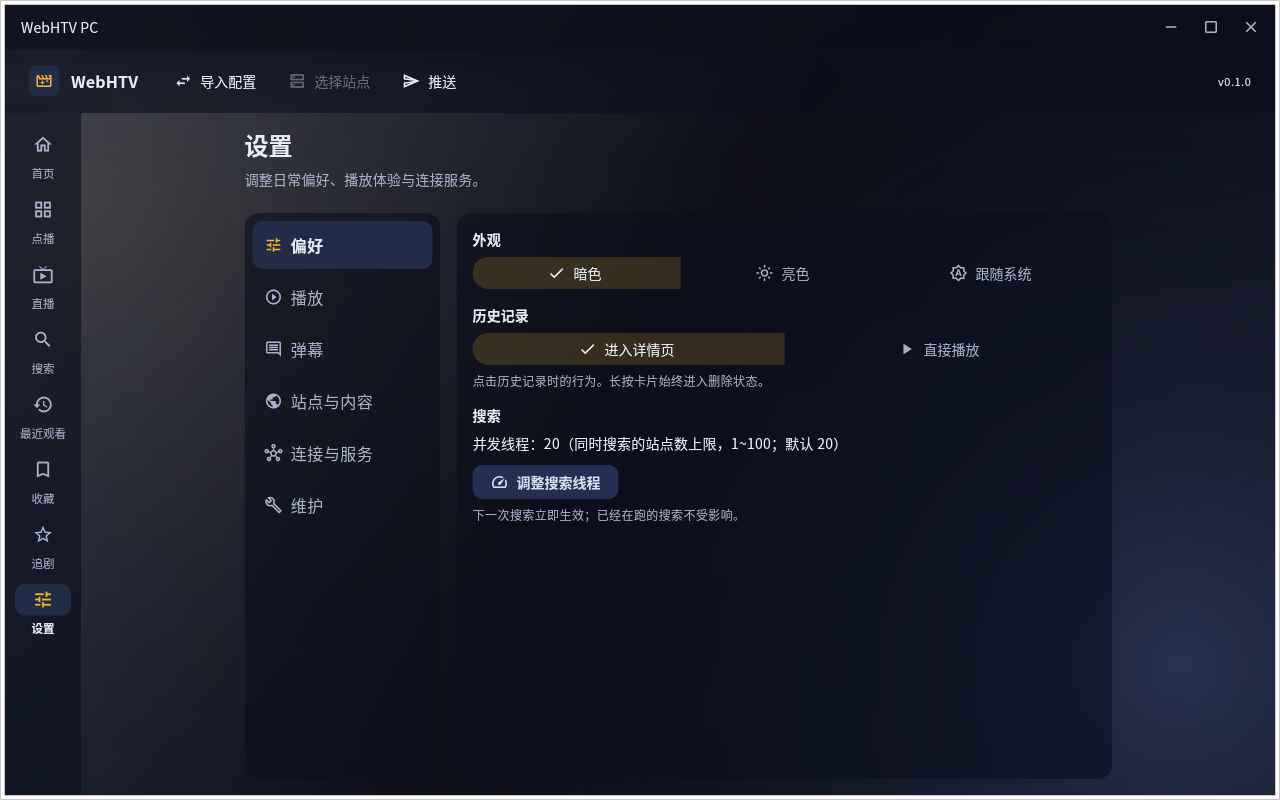 WebHTV PC
WebHTV
导入配置
选择站点
推送
v0.1.0
首页
点播
直播
搜索
最近观看
收藏
追剧
设置
设置
调整日常偏好、播放体验与连接服务。
偏好
播放
弹幕
站点与内容
连接与服务
维护
外观
暗色
亮色
跟随系统
历史记录
进入详情页
直接播放
点击历史记录时的行为。长按卡片始终进入删除状态。
搜索
并发线程：20（同时搜索的站点数上限，1~100；默认 20）
调整搜索线程
下一次搜索立即生效；已经在跑的搜索不受影响。